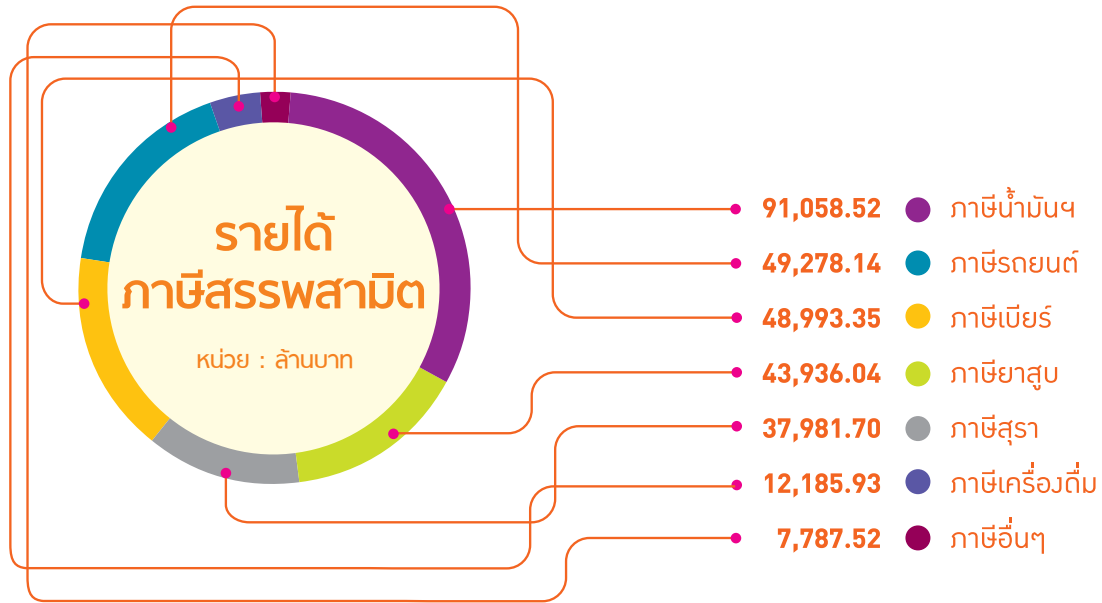 รายได้
ภาษีสรรพสามิต
หน่วย : ล้านบาท
91,058.52 ภาษีน้ำมันฯ
49,278.14 ภาษีรถยนต์
48,993.35 ภาษีเบียร์
43,936.04 ภาษียาสูบ
37,981.70 ภาษีสุรา
12,185.93 ภาษีเครื่องดื่ม
7,787.52 ภาษีอื่นๆ